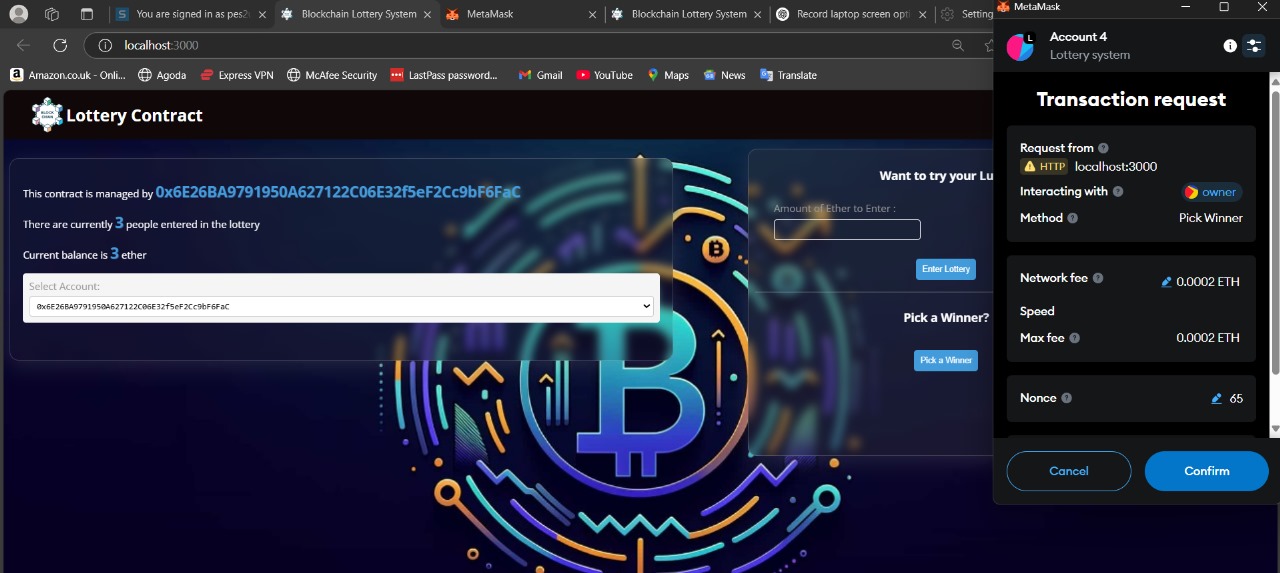 You are signed in as pes2
Blockchain Lottery System
MetaMask
Blockchain Lottery System
Record laptop screen opti
Setting
localhost:3000
Amazon.co.uk - Onli...
Agoda
Express VPN
McAfee Security
LastPass password...
Gmail
YouTube
Maps
News
Translate
BLOCK CHAIN
Lottery Contract
This contract is managed by 0x6E26BA9791950A627122C06E32f5eF2Cc9bF6FaC
There are currently 3 people entered in the lottery
Current balance is 3 ether
Select Account:
0x6E26BA9791950A627122C06E32f5eF2Cc9bF6FaC
Want to try your Lu
Amount of Ether to Enter :
Enter Lottery
Pick a Winner?
Pick a Winner
MetaMask
L
Account 4
Lottery system
Transaction request
Request from
HTTP localhost:3000
Interacting with owner
Method Pick Winner
Network fee 0.0002 ETH
Speed
Max fee 0.0002 ETH
Nonce 65
Cancel
Confirm